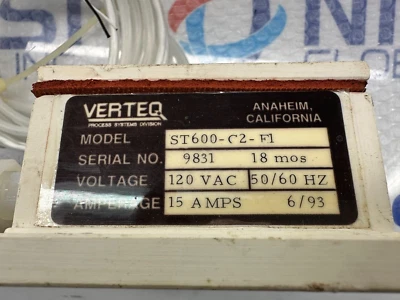 VERTEQ
PROCESS SYSTEMS DIVISION
ANAHEIM,
CALIFORNIA
MODEL ST600-C2-F1
SERIAL NO. 9831 18 mos
VOLTAGE 120 VAC 50/60 HZ
AMPERAGE 15 AMPS 6/93